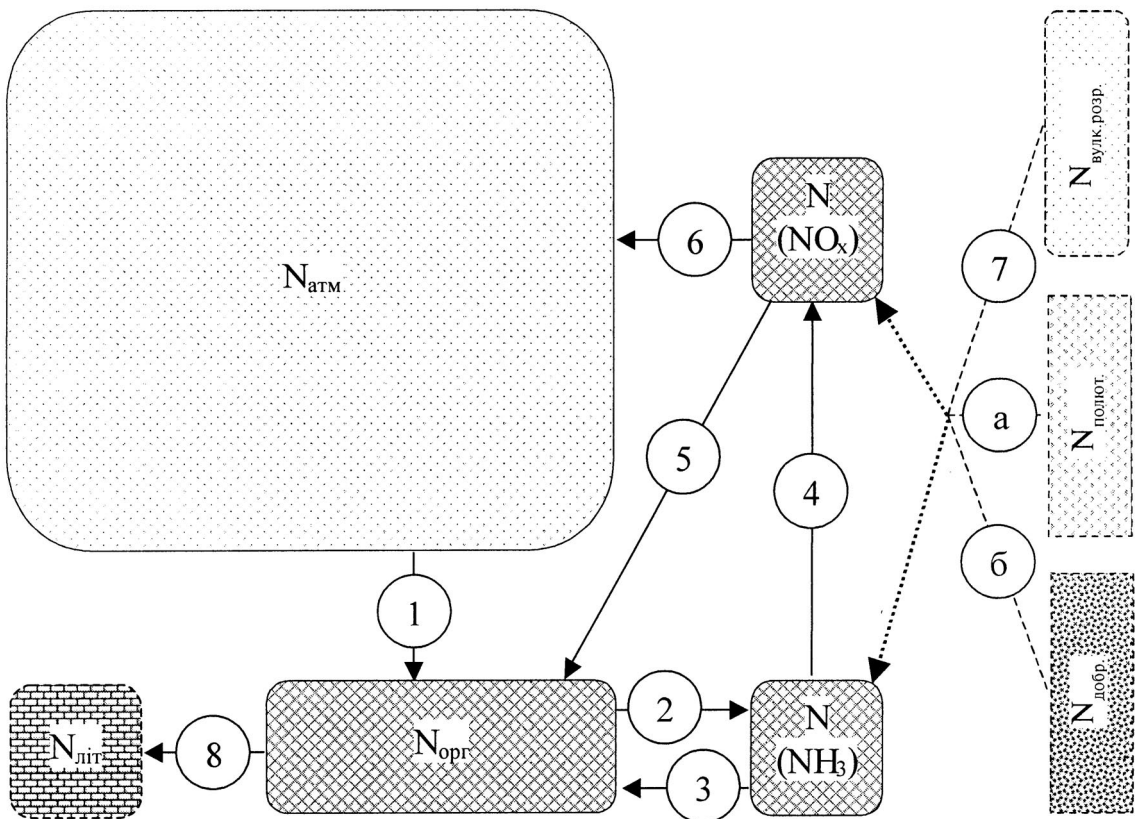 Nатм
N
(NOₓ)
Nвулк.розр.
6
7
Nполют.
а
5
4
б
1
Nдобр.
Nліт
8
Nорг
2
3
N
(NH₃)